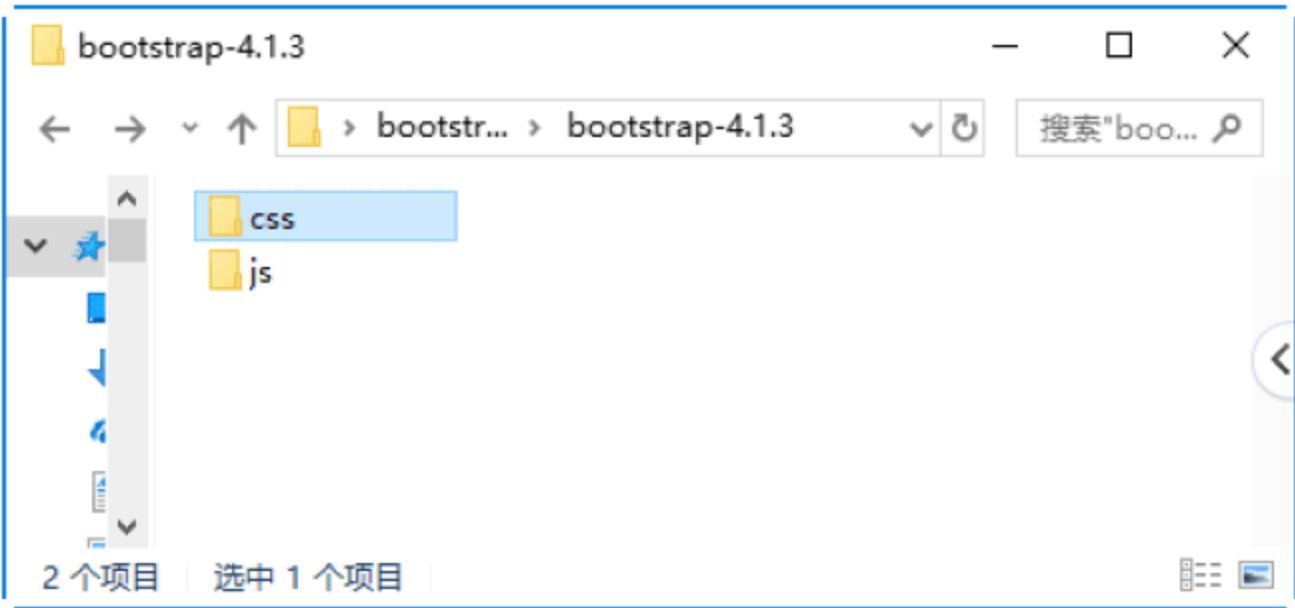 bootstrap-4.1.3
bootstr... bootstrap-4.1.3 搜索"boo...
css
js
2 个项目 选中 1 个项目